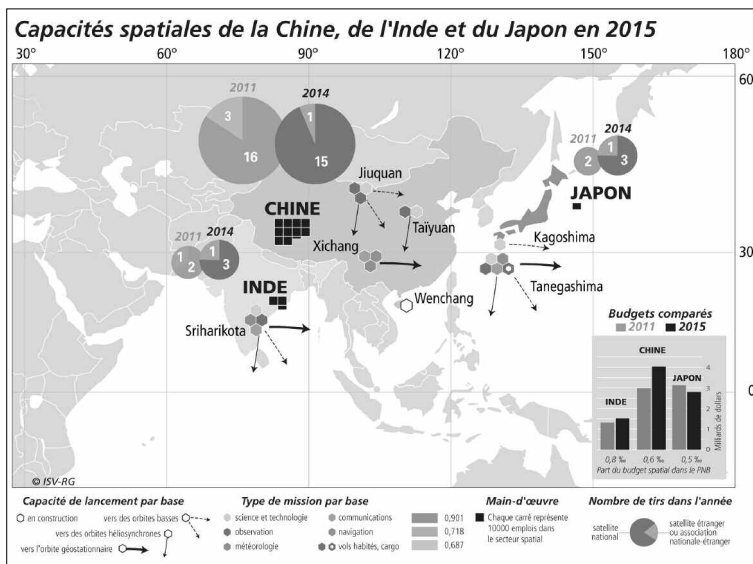 Capacités spatiales de la Chine, de l'Inde et du Japon en 2015
30° 60° 90° 120° 150° 180°
60
2011
2014
3
16
1
15
2011
2014
2
1
3
Jiuquan
JAPON
CHINE
Taïyuan
Kagoshima
Xichang
30
2011
2014
1
2
1
3
INDE
Wenchang
Tanegashima
Sriharikota
Budgets comparés
2011 2015
CHINE
JAPON
INDE
4
3
2
1
0
Milliards de dollars
0,8 ‰ 0,6 ‰ 0,5 ‰
Part du budget spatial dans le PNB
0
© ISV-RG
Capacité de lancement par base
en construction
vers des orbites basses
vers des orbites héliosynchrones
vers l'orbite géostationnaire
Type de mission par base
science et technologie
observation
météorologie
communications
navigation
vols habités, cargo
0,901
0,718
0,687
Main-d'œuvre
Chaque carré représente
10000 emplois dans
le secteur spatial
Nombre de tirs dans l'année
satellite
national
satellite étranger
ou association
nationale-étranger